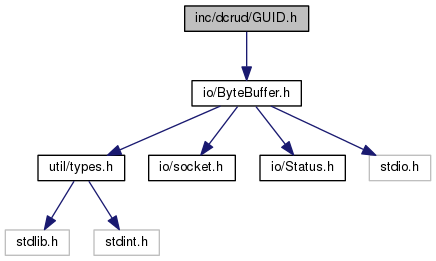 inc/dcrud/GUID.h
io/ByteBuffer.h
util/types.h
io/socket.h
io/Status.h
stdio.h
stdlib.h
stdint.h